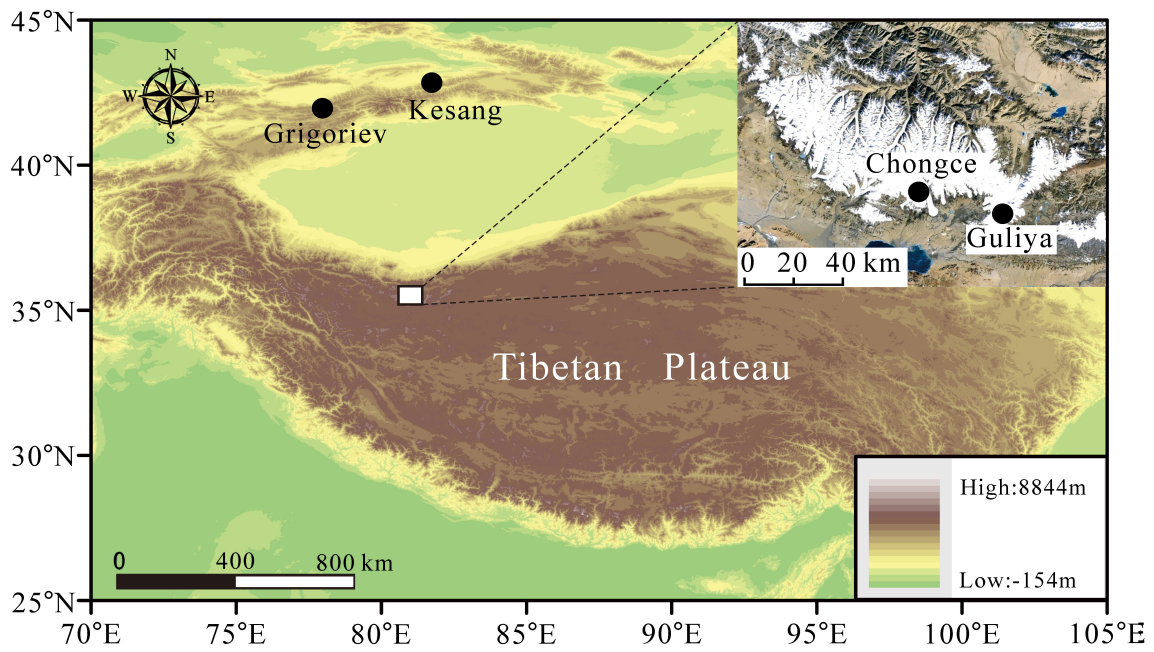 45°N
40°N
35°N
30°N
25°N
N
W E
S
Grigoriev
Kesang
Chongce
Guliya
0 20 40 km
Tibetan Plateau
High:8844m
Low:-154m
0 400 800 km
70°E 75°E 80°E 85°E 90°E 95°E 100°E 105°E